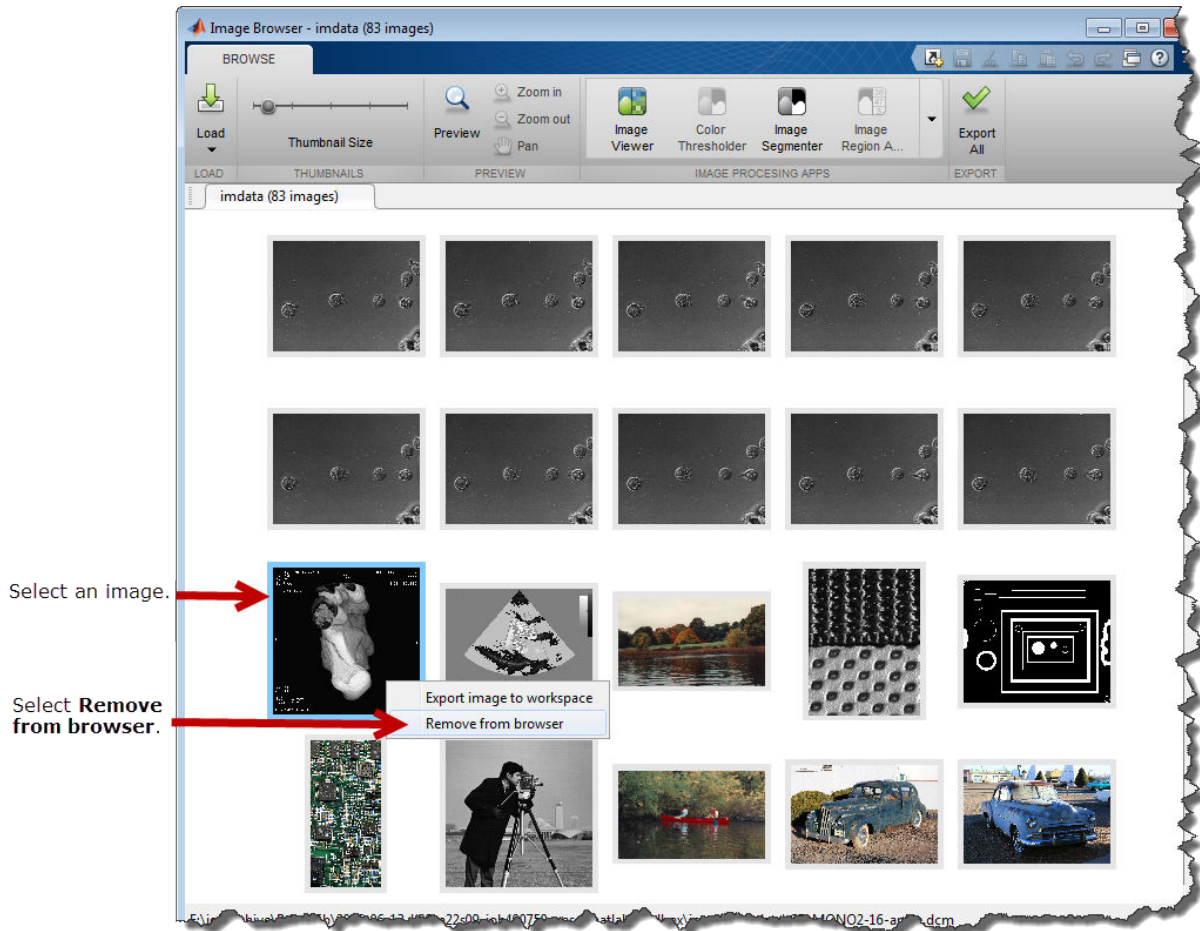 Image Browser - imdata (83 images)
BROWSE
Load
Thumbnail Size
Preview
Zoom in
Zoom out
Pan
Image Viewer
Color Thresholder
Image Segmenter
Image Region A...
Export All
LOAD
THUMBNAILS
PREVIEW
IMAGE PROCESING APPS
EXPORT
imdata (83 images)
Select an image.
Export image to workspace
Select Remove
from browser.
Remove from browser